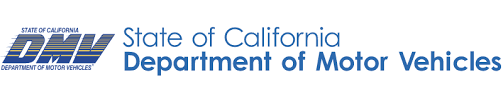 STATE OF CALIFORNIA
DMV
DEPARTMENT OF MOTOR VEHICLES
State of California
Department of Motor Vehicles